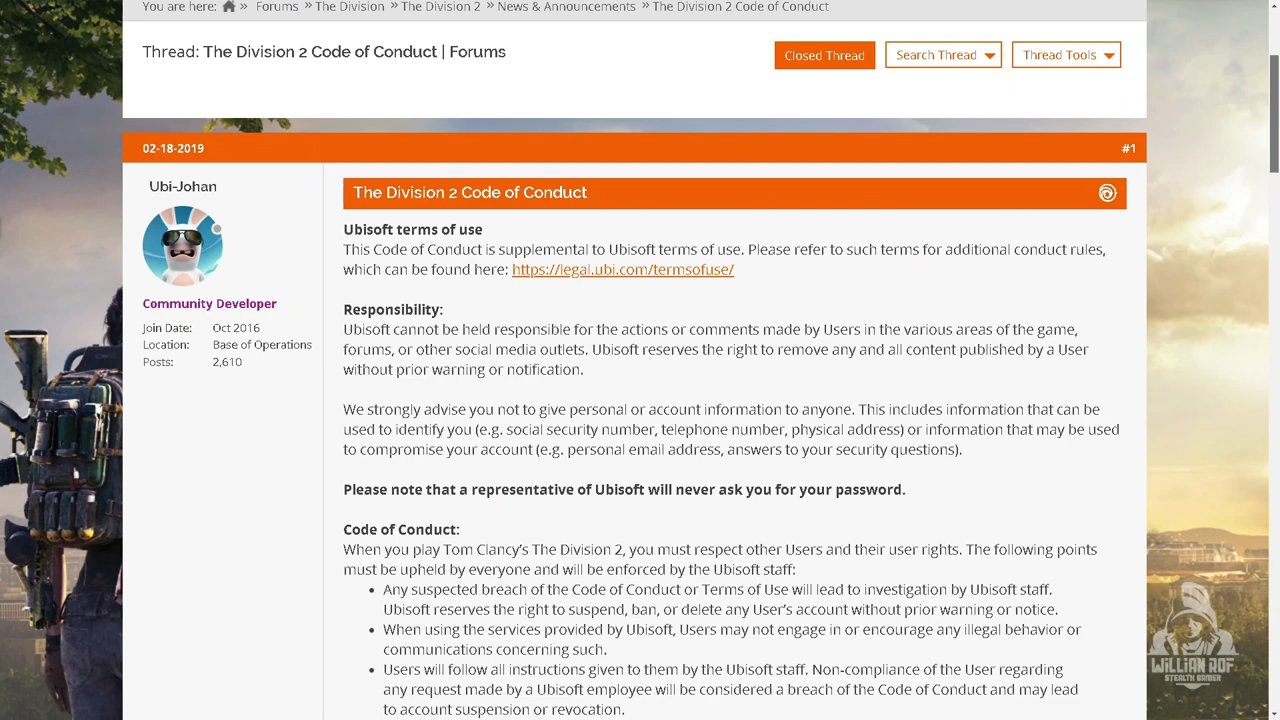 You are here: » Forums » The Division » The Division 2 » News & Announcements » The Division 2 Code of Conduct
Thread: The Division 2 Code of Conduct | Forums
Closed Thread
Search Thread
Thread Tools
02-18-2019
#1
Ubi-Johan
Community Developer
Join Date: Oct 2016
Location: Base of Operations
Posts: 2,610
The Division 2 Code of Conduct
Ubisoft terms of use
This Code of Conduct is supplemental to Ubisoft terms of use. Please refer to such terms for additional conduct rules,
which can be found here: https://legal.ubi.com/termsofuse/
Responsibility:
Ubisoft cannot be held responsible for the actions or comments made by Users in the various areas of the game,
forums, or other social media outlets. Ubisoft reserves the right to remove any and all content published by a User
without prior warning or notification.
We strongly advise you not to give personal or account information to anyone. This includes information that can be
used to identify you (e.g. social security number, telephone number, physical address) or information that may be used
to compromise your account (e.g. personal email address, answers to your security questions).
Please note that a representative of Ubisoft will never ask you for your password.
Code of Conduct:
When you play Tom Clancy's The Division 2, you must respect other Users and their user rights. The following points
must be upheld by everyone and will be enforced by the Ubisoft staff:
• Any suspected breach of the Code of Conduct or Terms of Use will lead to investigation by Ubisoft staff.
Ubisoft reserves the right to suspend, ban, or delete any User's account without prior warning or notice.
• When using the services provided by Ubisoft, Users may not engage in or encourage any illegal behavior or
communications concerning such.
• Users will follow all instructions given to them by the Ubisoft staff. Non-compliance of the User regarding
any request made by a Ubisoft employee will be considered a breach of the Code of Conduct and may lead
to account suspension or revocation.
WILLIAN ROF
STEALTH GAMER